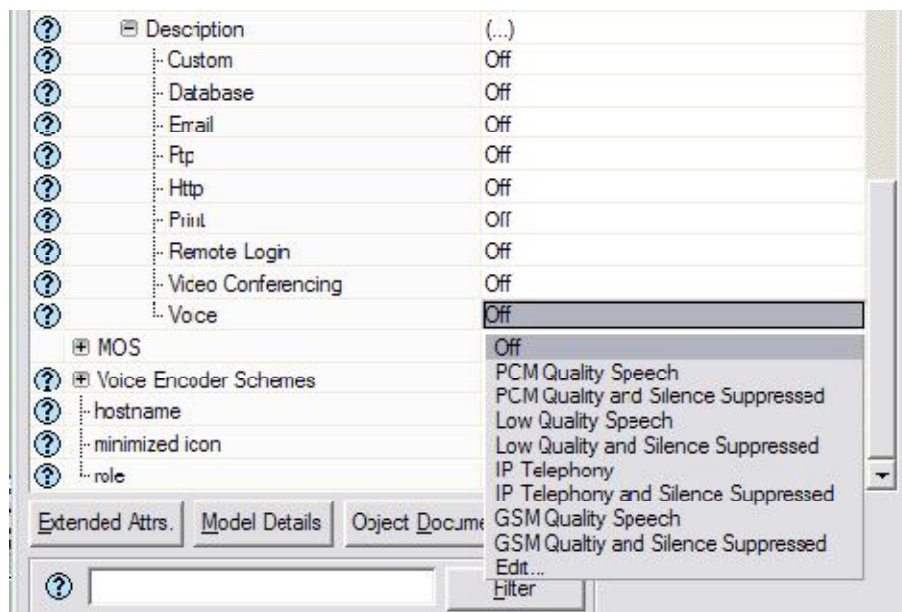 Description (...)
Custom Off
Database Off
Email Off
Ftp Off
Http Off
Print Off
Remote Login Off
Video Conferencing Off
Voice Off
MOS
Voice Encoder Schemes
hostname
minimized icon
role
Off
PCM Quality Speech
PCM Quality and Silence Suppressed
Low Quality Speech
Low Quality and Silence Suppressed
IP Telephony
IP Telephony and Silence Suppressed
GSM Quality Speech
GSM Qualtiy and Silence Suppressed
Edit...
Extended Attrs. Model Details Object Docume
Filter